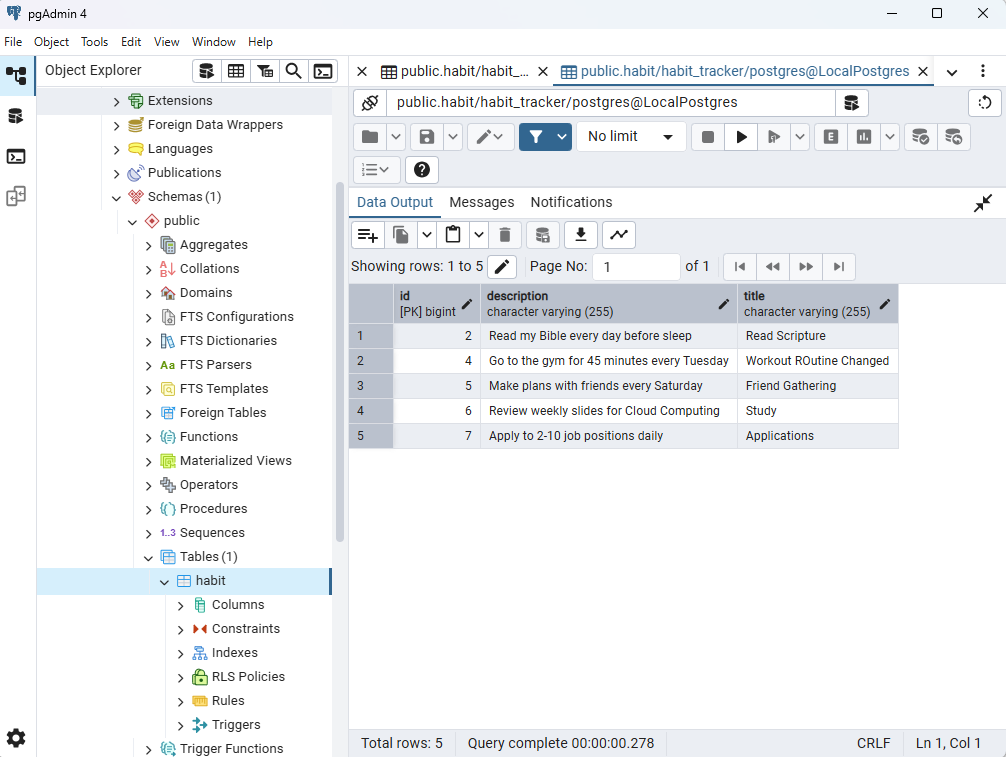 pgAdmin 4
File Object Tools Edit View Window Help
Object Explorer
public.habit/habit_... public.habit/habit_tracker/postgres@LocalPostgres
public.habit/habit_tracker/postgres@LocalPostgres
No limit
E
Data Output Messages Notifications
Showing rows: 1 to 5 Page No: 1 of 1
id description title
[PK] bigint character varying (255) character varying (255)
1 2 Read my Bible every day before sleep Read Scripture
2 4 Go to the gym for 45 minutes every Tuesday Workout ROutine Changed
3 5 Make plans with friends every Saturday Friend Gathering
4 6 Review weekly slides for Cloud Computing Study
5 7 Apply to 2-10 job positions daily Applications
Extensions
Foreign Data Wrappers
Languages
Publications
Schemas (1)
public
Aggregates
Collations
Domains
FTS Configurations
FTS Dictionaries
Aa FTS Parsers
FTS Templates
Foreign Tables
Functions
Materialized Views
Operators
Procedures
1..3 Sequences
Tables (1)
habit
Columns
Constraints
Indexes
RLS Policies
Rules
Triggers
Trigger Functions
Total rows: 5 Query complete 00:00:00.278 CRLF Ln 1, Col 1